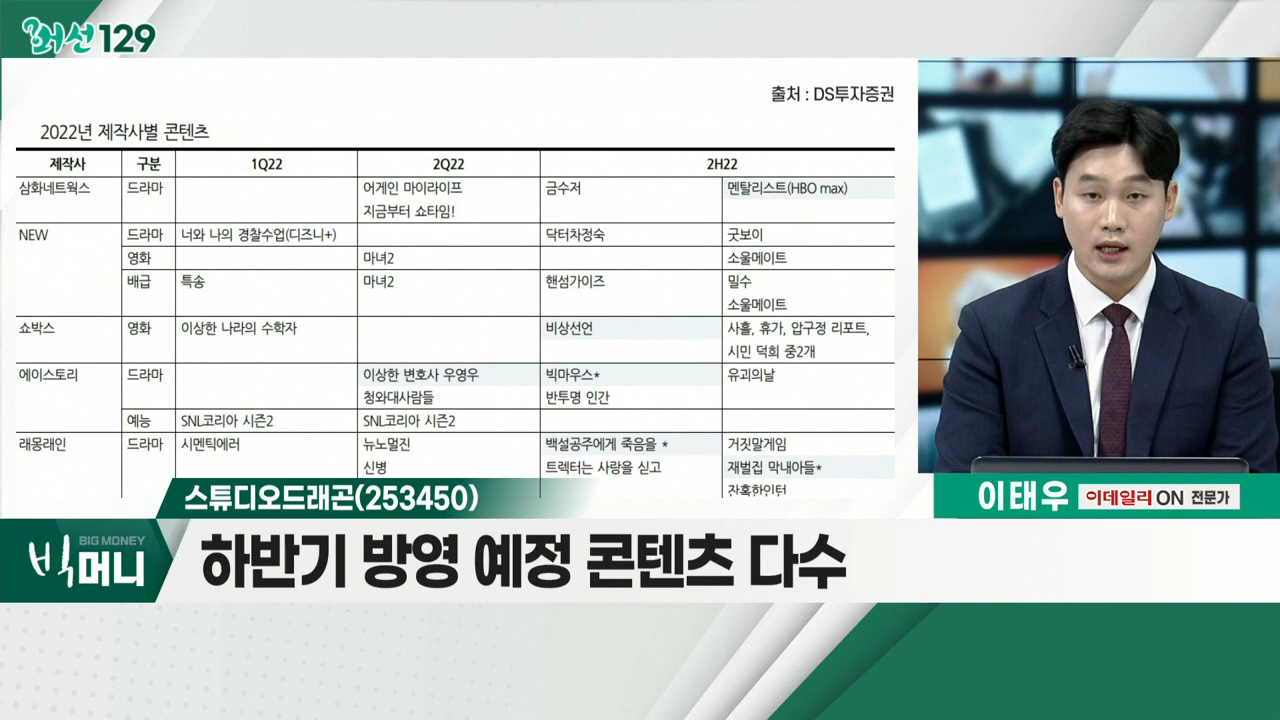 머선129
출처 : DS투자증권
2022년 제작사별 콘텐츠
제작사 구분 1Q22 2Q22 2H22
삼화네트웍스 드라마 어게인 마이라이프 금수저 멘탈리스트(HBO max)
지금부터 쇼타임!
NEW 드라마 너와 나의 경찰수업(디즈니+) 닥터차정숙 굿보이
영화 마녀2 소울메이트
배급 특송 마녀2 핸섬가이즈 밀수
소울메이트
쇼박스 영화 이상한 나라의 수학자 비상선언 사흘, 휴가, 압구정 리포트,
시민 덕희 중2개
에이스토리 드라마 이상한 변호사 우영우 빅마우스* 유괴의날
청와대사람들 반투명 인간
예능 SNL코리아 시즌2 SNL코리아 시즌2
래몽래인 드라마 시멘틱에러 뉴노멀진 백설공주에게 죽음을 * 거짓말게임
신병 트렉터는 사랑을 싣고 재벌집 막내아들*
잔혹한인턴
스튜디오드래곤(253450)
이태우 이데일리ON 전문가
BIG MONEY
빅머니
하반기 방영 예정 콘텐츠 다수